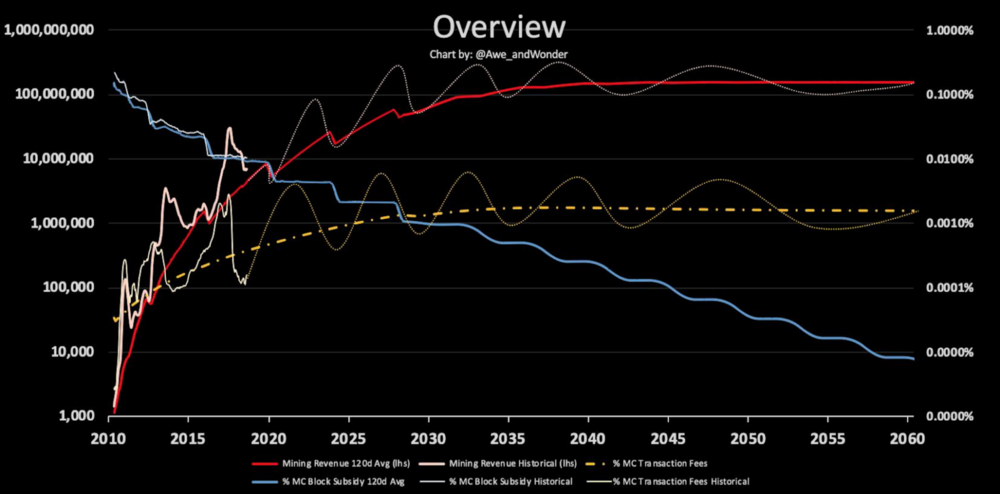 Overview
Chart by: @Awe_andWonder
1,000,000,000 1.0000%
100,000,000 0.1000%
10,000,000 0.0100%
1,000,000 0.0010%
100,000 0.0001%
10,000 0.0000%
1,000 0.0000%
2010 2015 2020 2025 2030 2035 2040 2045 2050 2055 2060
Mining Revenue 120d Avg (lhs) Mining Revenue Historical (lhs) % MC Transaction Fees
% MC Block Subsidy 120d Avg % MC Block Subsidy Historical % MC Transaction Fees Historical